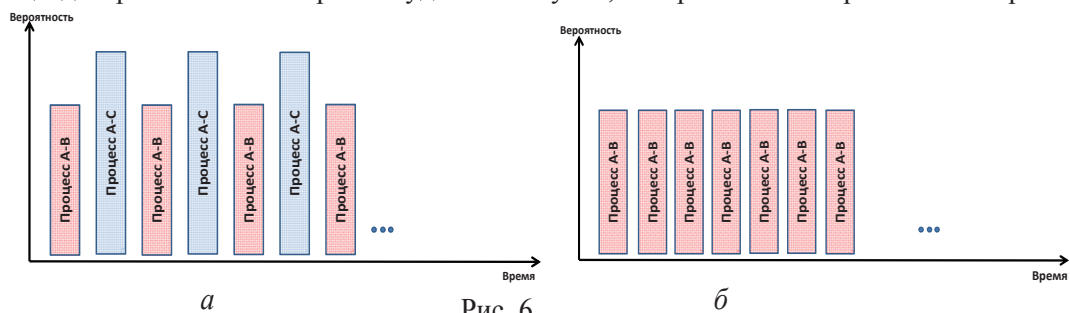 Вероятность
Процесс A-B
Процесс A-C
Процесс A-B
Процесс A-C
Процесс A-B
Процесс A-C
Процесс A-B
...
Время
а
Вероятность
Процесс A-B
Процесс A-B
Процесс A-B
Процесс A-B
Процесс A-B
Процесс A-B
Процесс A-B
...
Время
б
Рис. 6